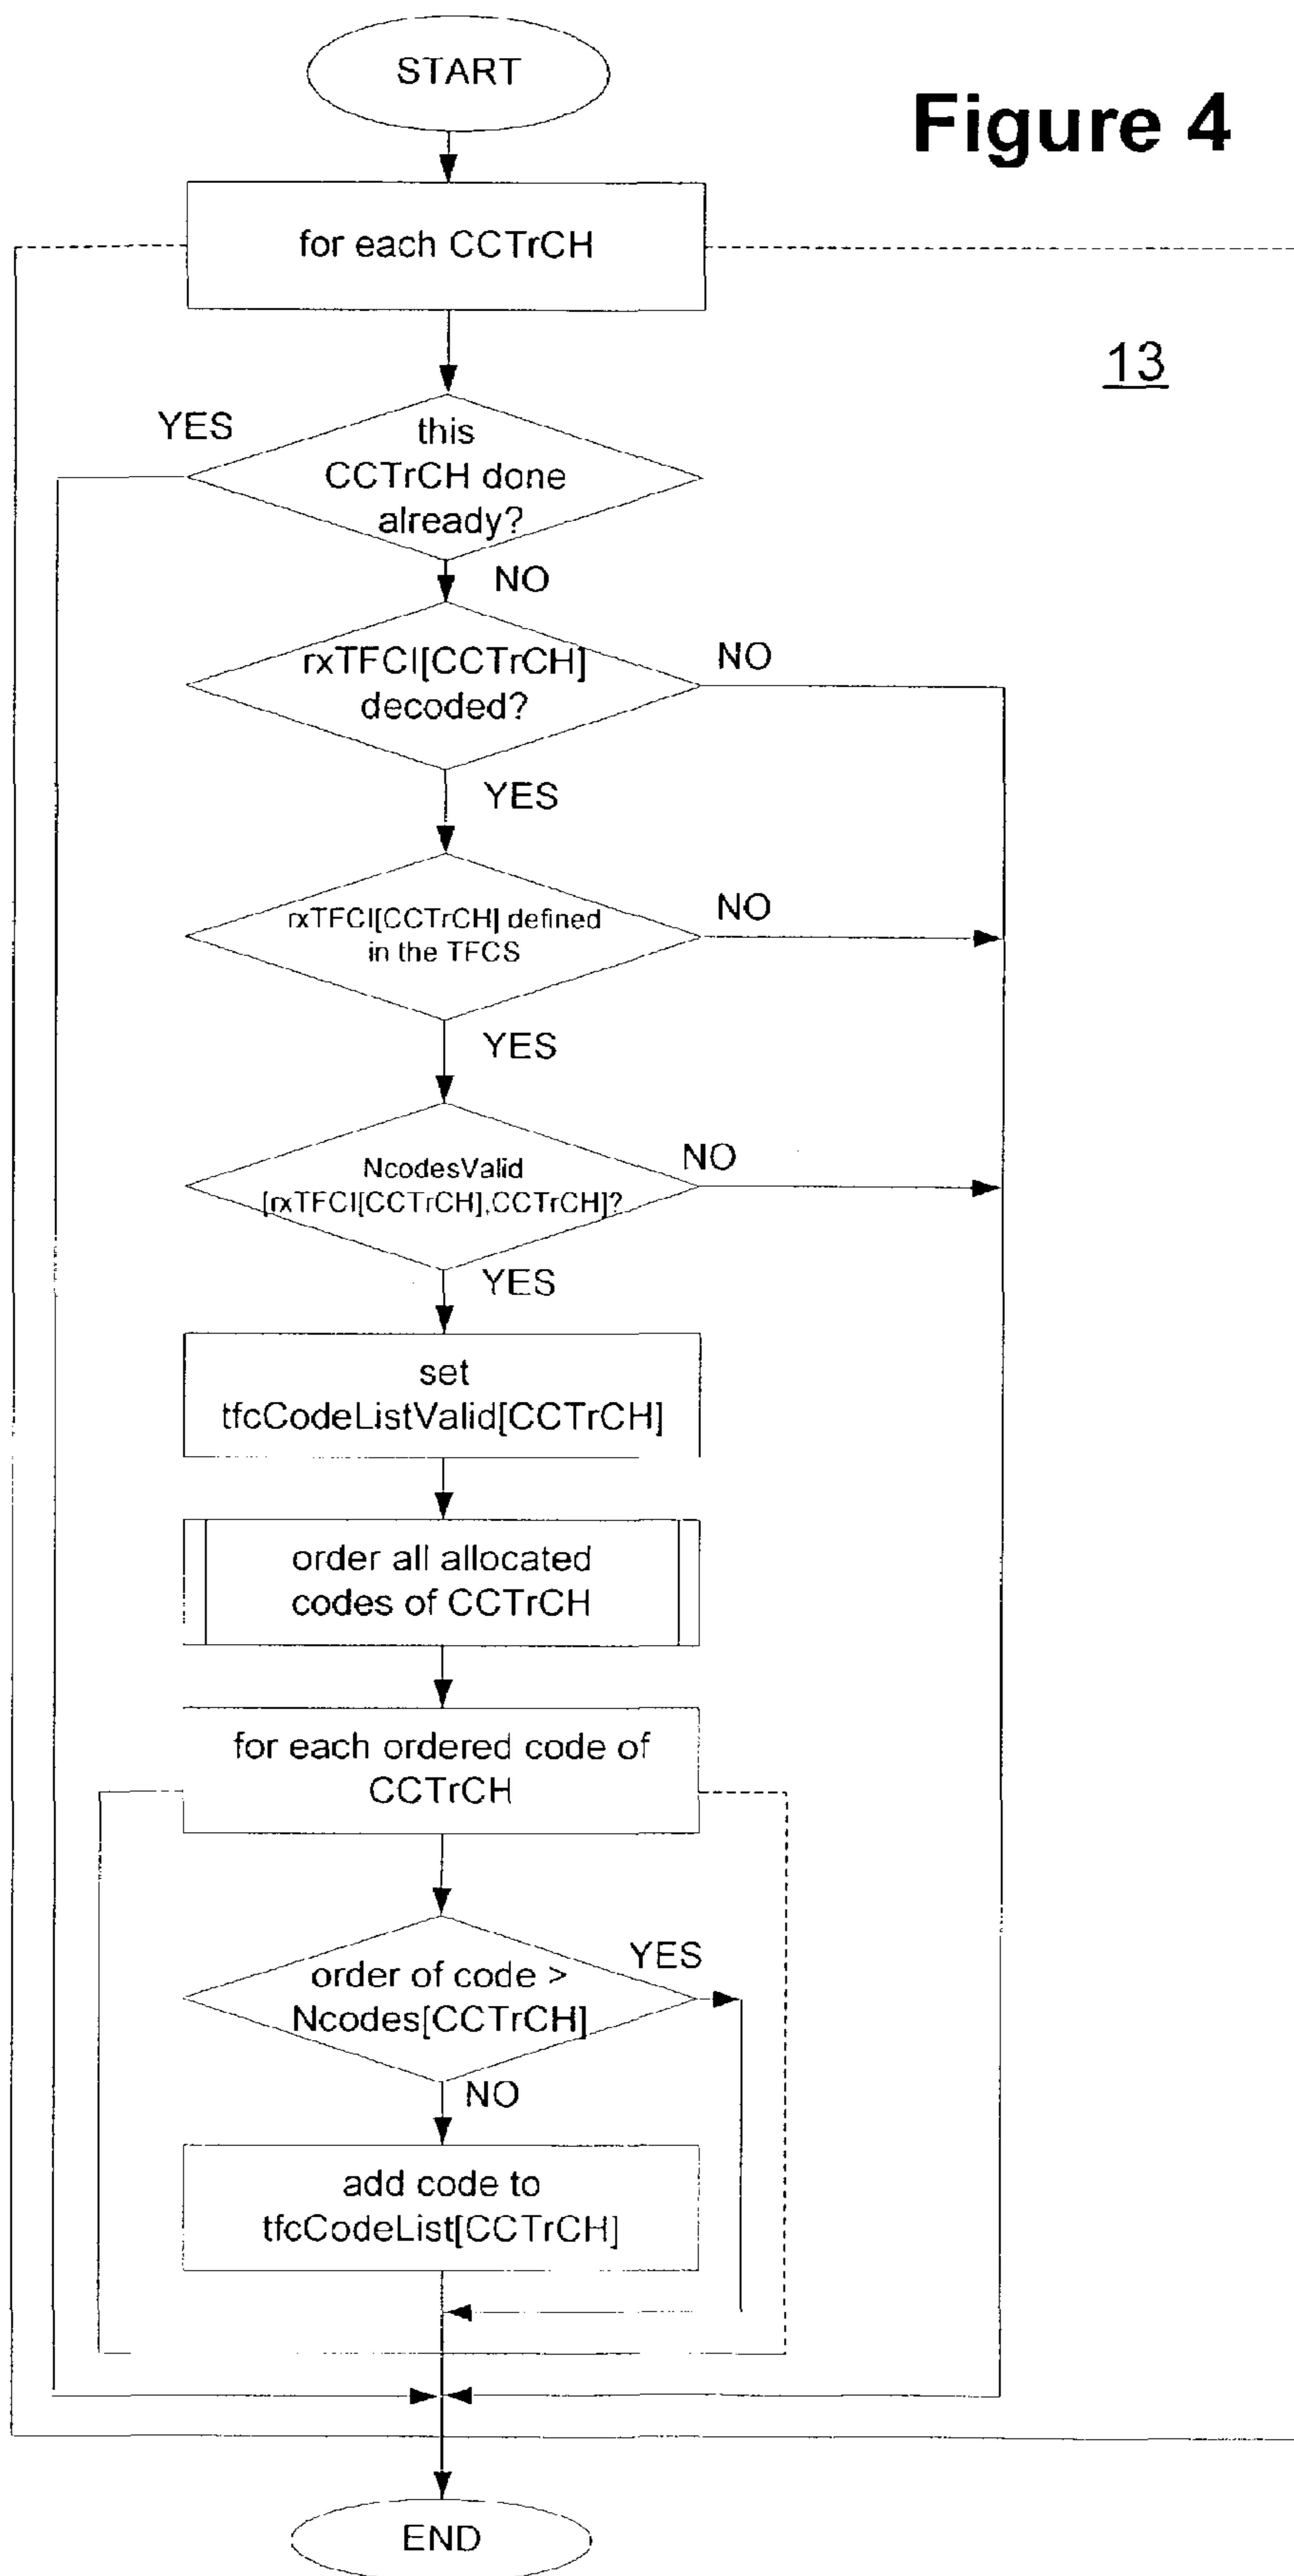 START
Figure 4
for each CCTrCH
13
YES
this
CCTrCH done
already?
NO
rxTFCI[CCTrCH]
decoded?
NO
YES
rxTFCI[CCTrCH] defined
in the TFCS
NO
YES
NcodesValid
[rxTFCI[CCTrCH],CCTrCH]?
NO
YES
set
tfcCodeListValid[CCTrCH]
order all allocated
codes of CCTrCH
for each ordered code of
CCTrCH
order of code >
Ncodes[CCTrCH]
YES
NO
add code to
tfcCodeList[CCTrCH]
END